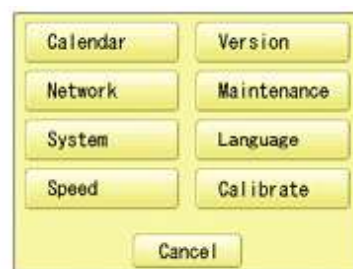 Calendar Version
Network Maintenance
System Language
Speed Calibrate
Cancel